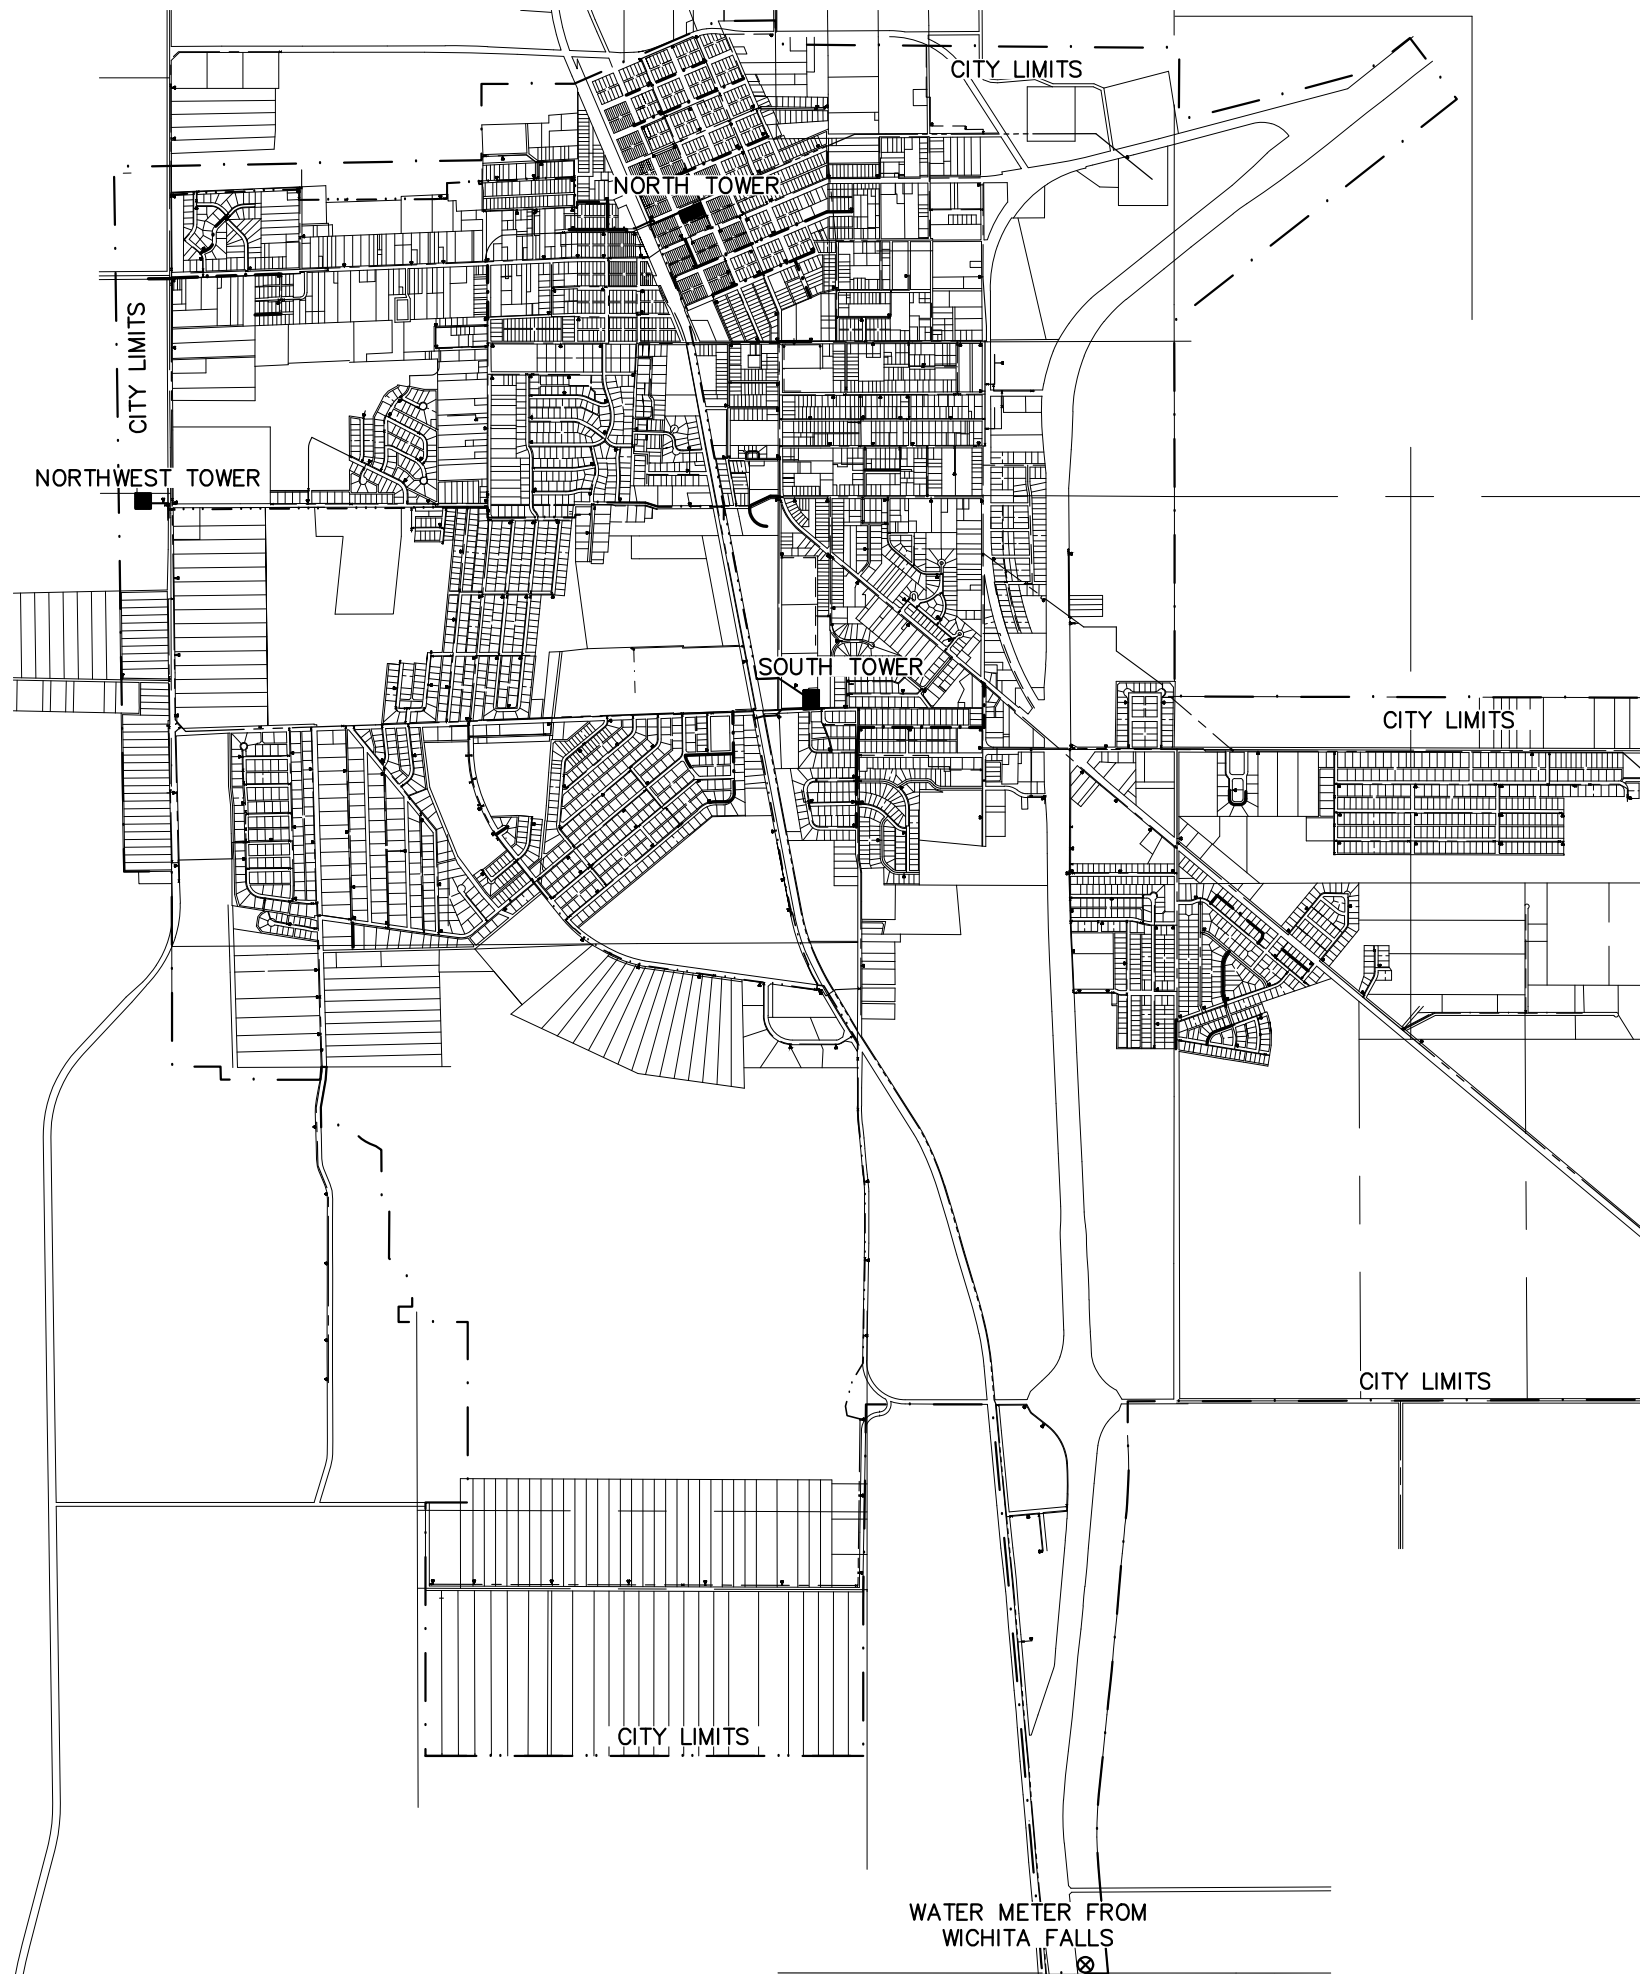 CITY LIMITS
NORTH TOWER
CITY LIMITS
NORTHWEST TOWER
SOUTH TOWER
CITY LIMITS
CITY LIMITS
CITY LIMITS
WATER METER FROM
WICHITA FALLS